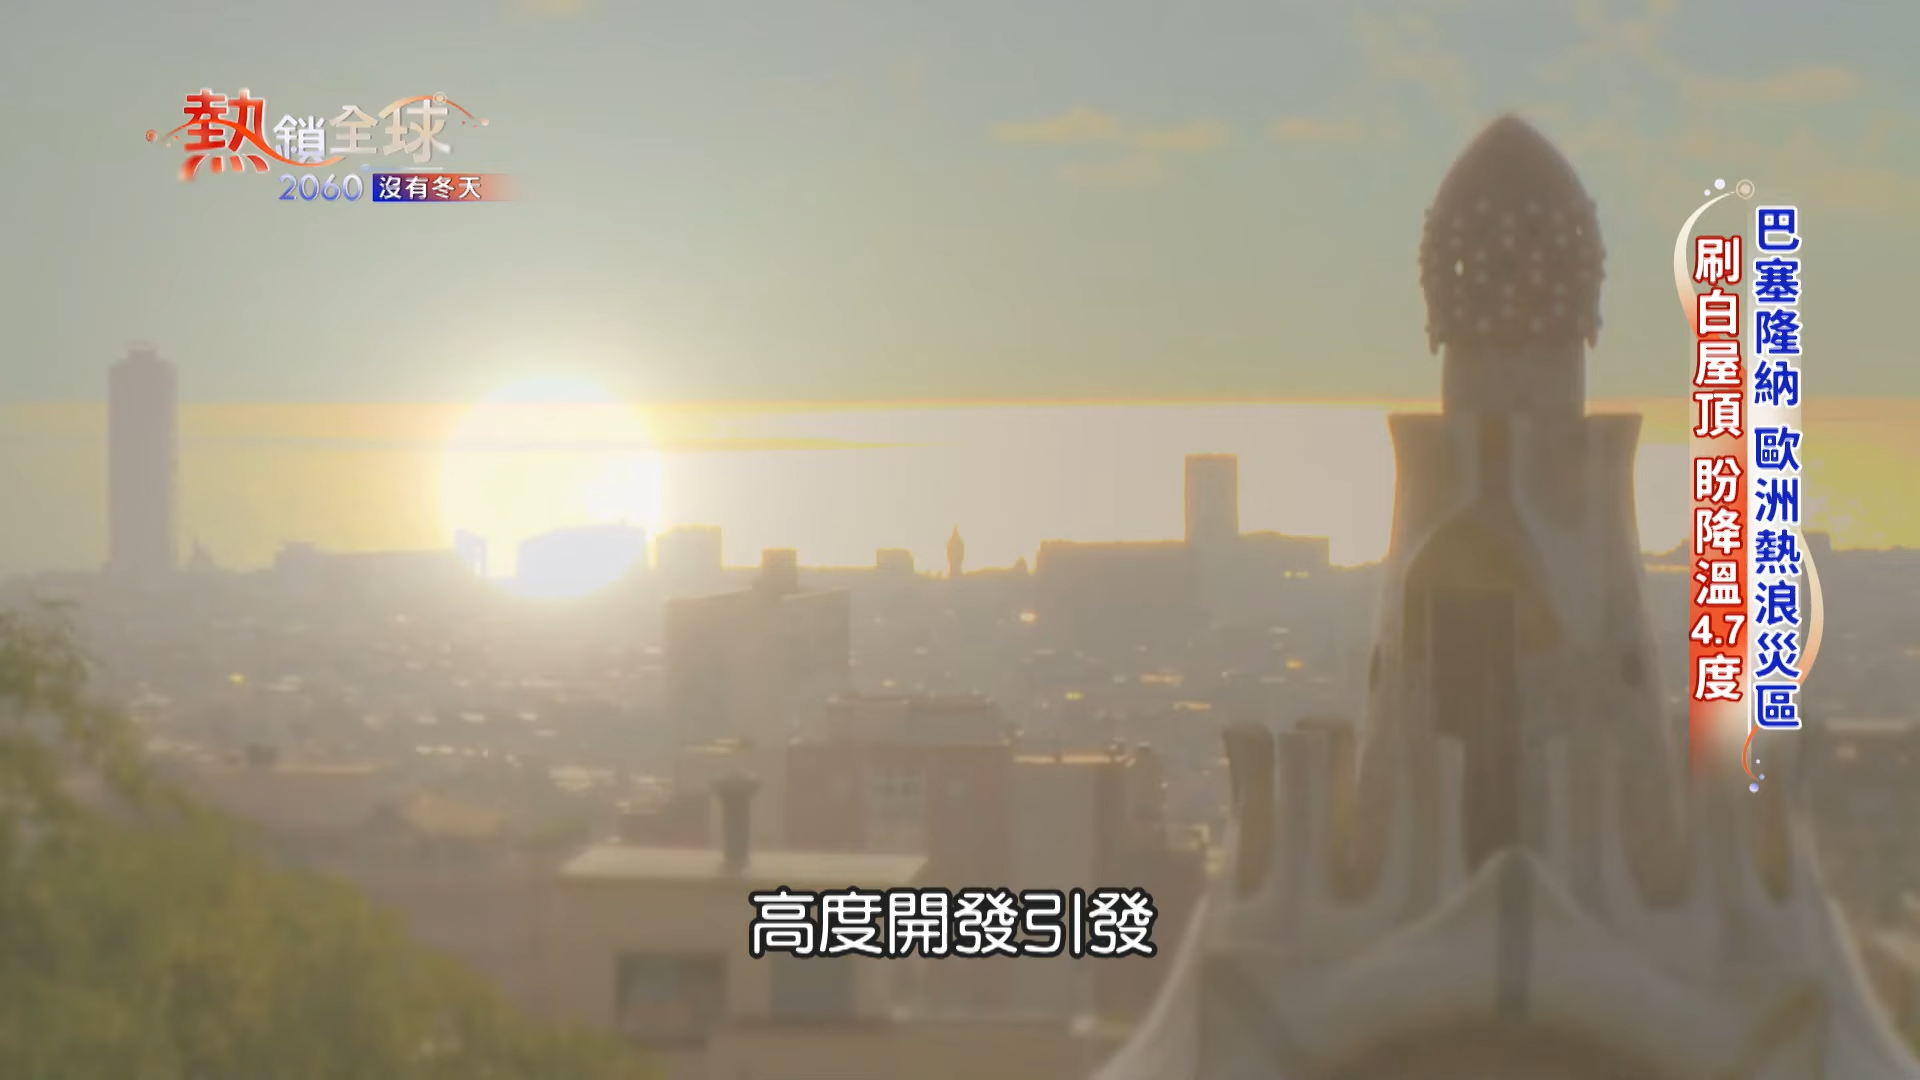 熱鎖全球
2060 沒有冬天
巴塞隆納 歐洲熱浪災區
刷白屋頂 盼降溫4.7度
高度開發引發